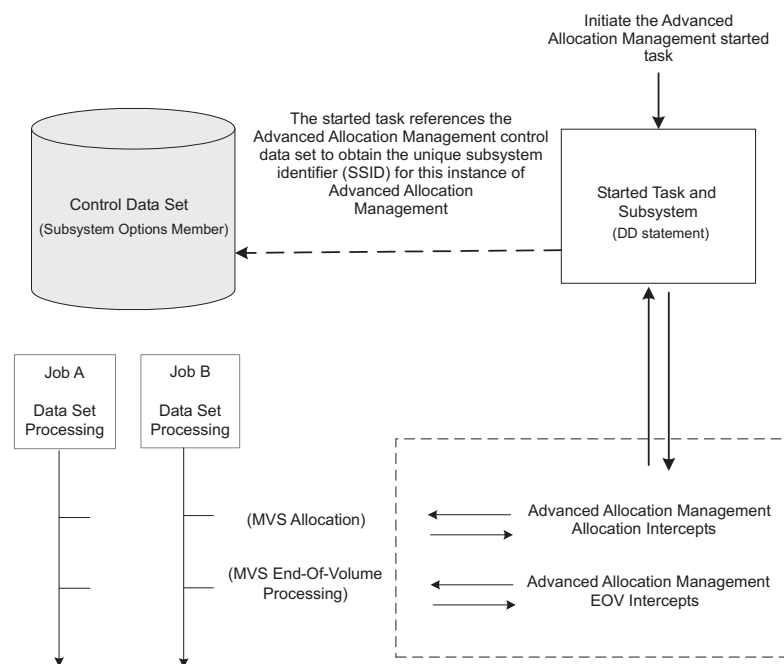 Initiate the Advanced
Allocation Management started
task
The started task references the
Advanced Allocation Management control
data set to obtain the unique subsystem
identifier (SSID) for this instance of
Advanced Allocation
Management
Control Data Set
(Subsystem Options Member)
Started Task and
Subsystem
(DD statement)
Job A
Data Set
Processing
Job B
Data Set
Processing
(MVS Allocation)
Advanced Allocation Management
Allocation Intercepts
(MVS End-Of-Volume
Processing)
Advanced Allocation Management
EOV Intercepts